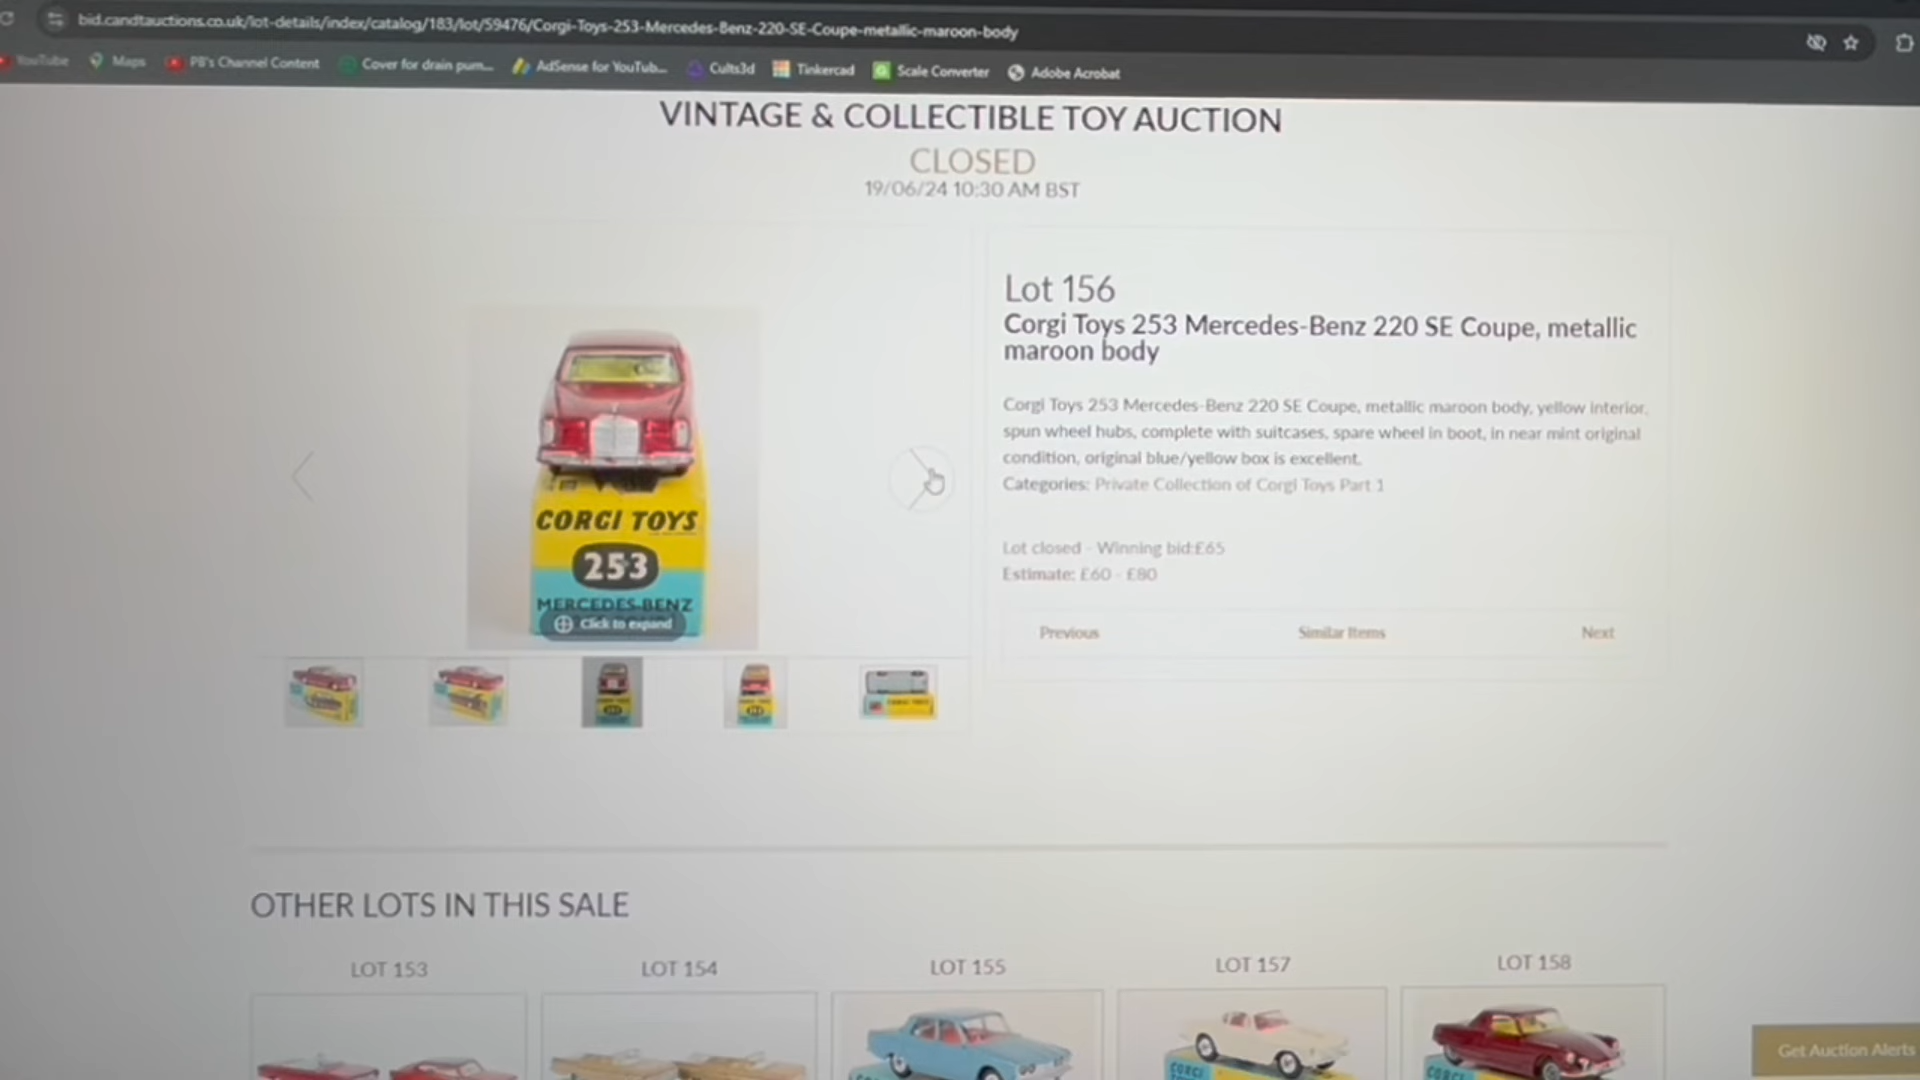 bid.candtauctions.co.uk/lot-details/index/catalog/183/lot/59476/Corgi-Toys-253-Mercedes-Benz-220-SE-Coupe-metallic-maroon-body
YouTube Maps PB's Channel Content Cover for drain pum... AdSense for YouTub... Cults3d Tinkercad Scale Converter Adobe Acrobat
VINTAGE & COLLECTIBLE TOY AUCTION
CLOSED
19/06/24 10:30 AM BST
Lot 156
Corgi Toys 253 Mercedes-Benz 220 SE Coupe, metallic
maroon body
Corgi Toys 253 Mercedes-Benz 220 SE Coupe, metallic maroon body, yellow interior,
spun wheel hubs, complete with suitcases, spare wheel in boot, in near mint original
condition, original blue/yellow box is excellent.
Categories: Private Collection of Corgi Toys Part 1
Lot closed - Winning bid:£65
Estimate: £60 - £80
Previous Similar Items Next
CORGI TOYS
253
MERCEDES-BENZ
Click to expand
OTHER LOTS IN THIS SALE
LOT 153 LOT 154 LOT 155 LOT 157 LOT 158
CORGI CORGI CORGI
Get Auction Alerts